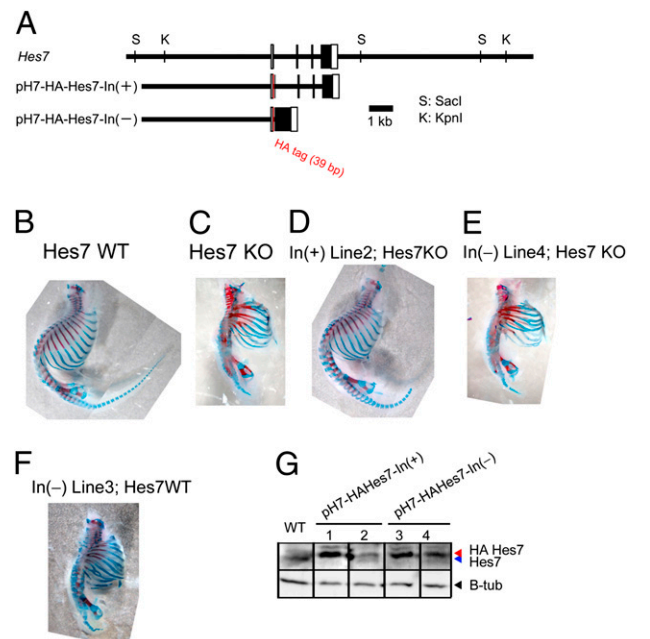 A
S K S S K
Hes7
pH7-HA-Hes7-In(+)
pH7-HA-Hes7-In(−)
1 kb
S: SacI
K: KpnI
HA tag (39 bp)
B
Hes7 WT
C
Hes7 KO
D
In(+) Line2; Hes7KO
E
In(−) Line4; Hes7 KO
F
In(−) Line3; Hes7WT
G
pH7-HAHes7-In(+)
pH7-HAHes7-In(−)
WT 1 2 3 4
HA Hes7
Hes7
B-tub